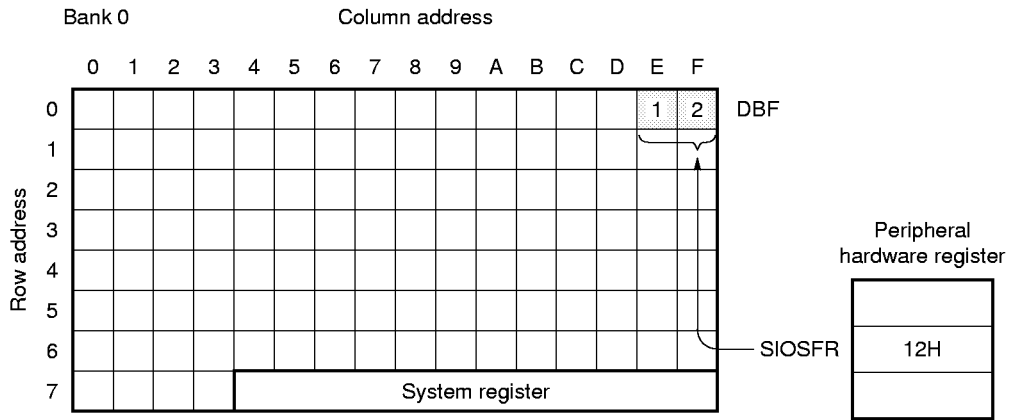 Bank 0 Column address
0 1 2 3 4 5 6 7 8 9 A B C D E F
0 1 2 DBF
1
2
3
4
5
6
7
Row address
System register
Peripheral
hardware register
SIOSFR 12H